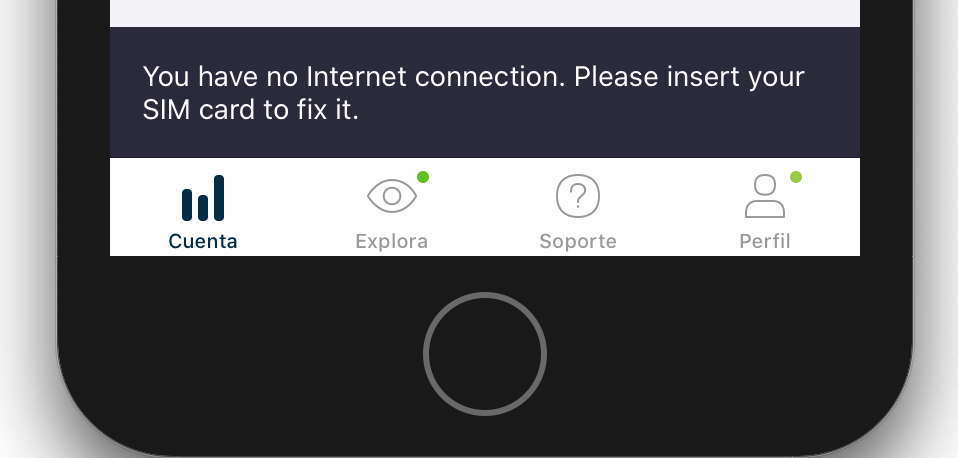 You have no Internet connection. Please insert your
SIM card to fix it.
Cuenta
Explora
Soporte
Perfil